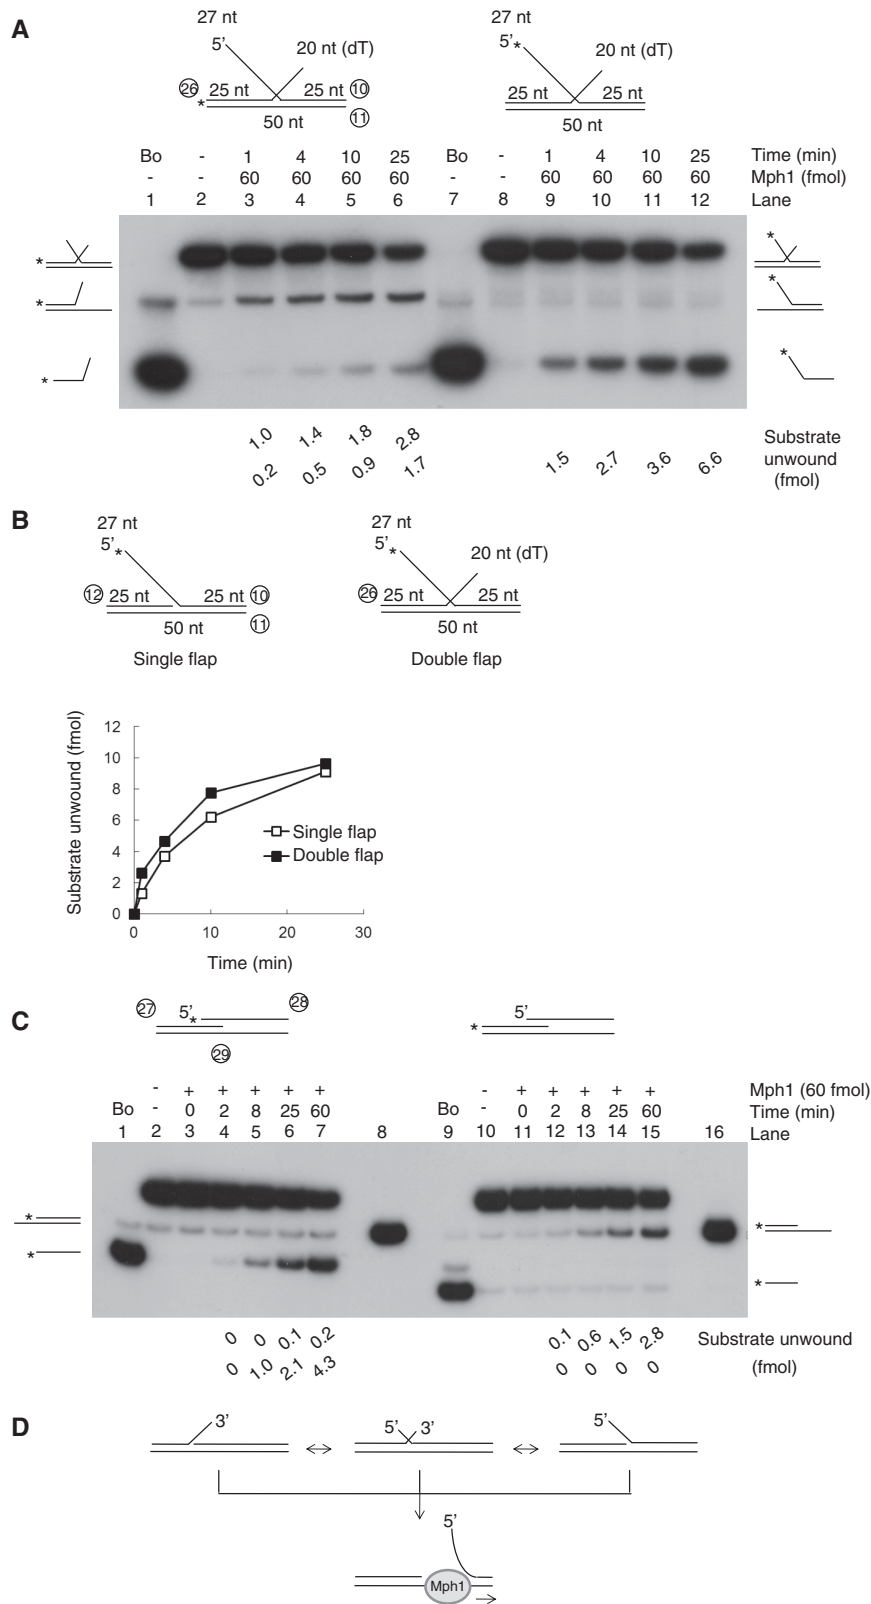 A
27 nt
5'
*
20 nt (dT)
26
25 nt
25 nt
10
*
11
50 nt
27 nt
5'
*
20 nt (dT)
25 nt
25 nt
50 nt
Bo - 1 4 10 25 Bo - 1 4 10 25 Time (min)
- - 60 60 60 60 - - 60 60 60 60 Mph1 (fmol)
1 2 3 4 5 6 7 8 9 10 11 12 Lane
*
*
*
*
*
*
1.0 1.4 1.8 2.8
0.2 0.5 0.9 1.7
1.5 2.7 3.6 6.6
Substrate
unwound
(fmol)
B
27 nt
5'
*
12
25 nt
25 nt
10
11
50 nt
Single flap
27 nt
5'
*
20 nt (dT)
26
25 nt
25 nt
50 nt
Double flap
Substrate unwound (fmol)
12
10
8
6
4
2
0
Single flap
Double flap
0 10 20 30
Time (min)
C
27
5'
*
28
29
5'
*
- + + + + + - + + + + + Mph1 (60 fmol)
Bo - 0 2 8 25 60 Bo - 0 2 8 25 60 Time (min)
1 2 3 4 5 6 7 8 9 10 11 12 13 14 15 16 Lane
*
*
*
*
0 0 0.1 0.2 0.1 0.6 1.5 2.8 Substrate unwound
0 1.0 2.1 4.3 0 0 0 0 (fmol)
D
3'
5' 3'
5'
5'
Mph1